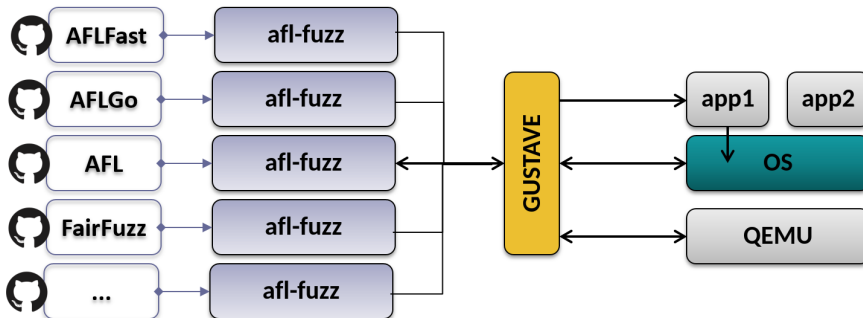 AFLFast
afl-fuzz
AFLGo
afl-fuzz
AFL
afl-fuzz
FairFuzz
afl-fuzz
...
afl-fuzz
GUSTAVE
app1
app2
OS
QEMU